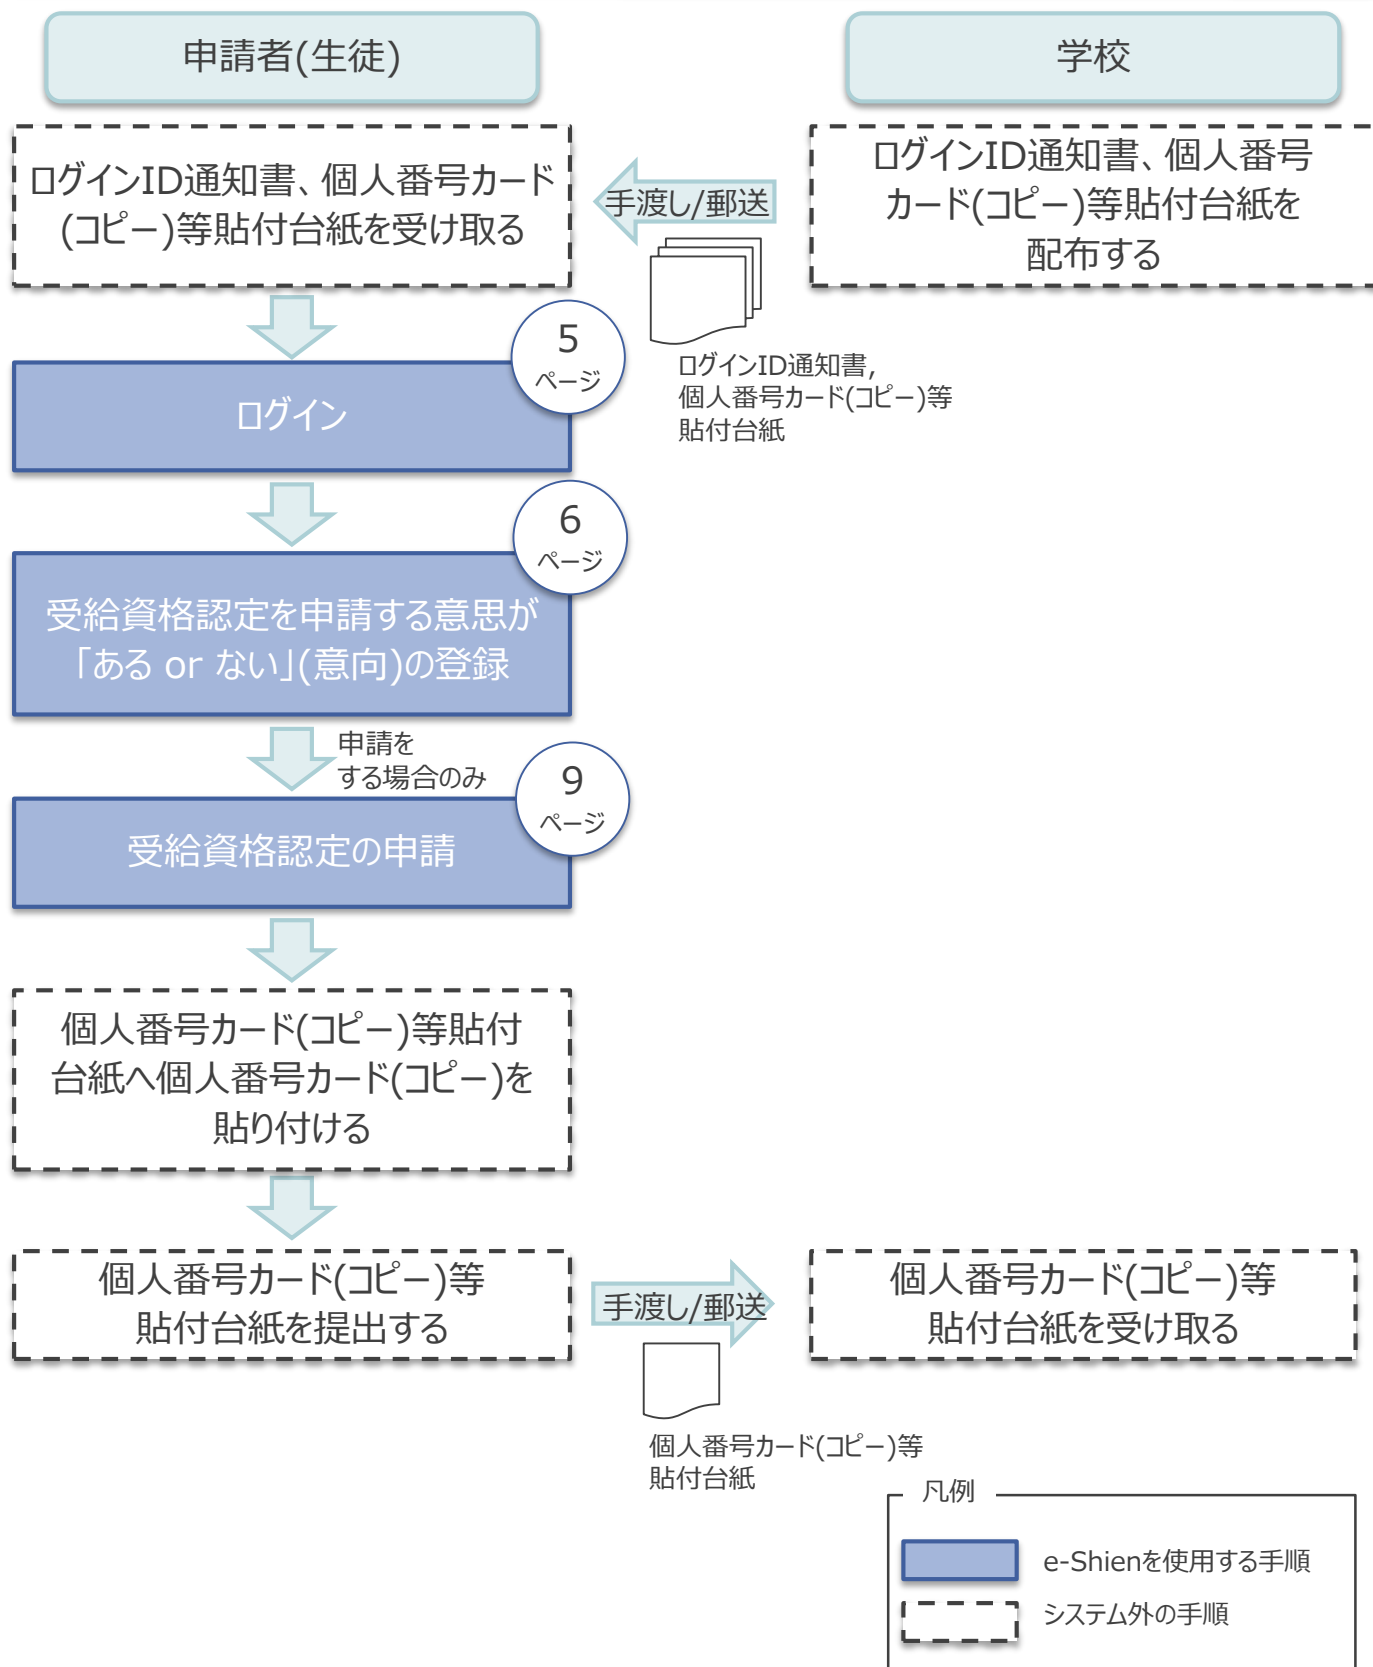 申請者(生徒)
学校
ログインID通知書、個人番号カード
(コピー)等貼付台紙を受け取る
手渡し/郵送
ログインID通知書、個人番号
カード(コピー)等貼付台紙を
配布する
ログインID通知書,
個人番号カード(コピー)等
貼付台紙
5
ページ
ログイン
6
ページ
受給資格認定を申請する意思が
「ある or ない」(意向)の登録
申請を
する場合のみ
9
ページ
受給資格認定の申請
個人番号カード(コピー)等貼付
台紙へ個人番号カード(コピー)を
貼り付ける
個人番号カード(コピー)等
貼付台紙を提出する
手渡し/郵送
個人番号カード(コピー)等
貼付台紙を受け取る
個人番号カード(コピー)等
貼付台紙
凡例
e-Shienを使用する手順
システム外の手順